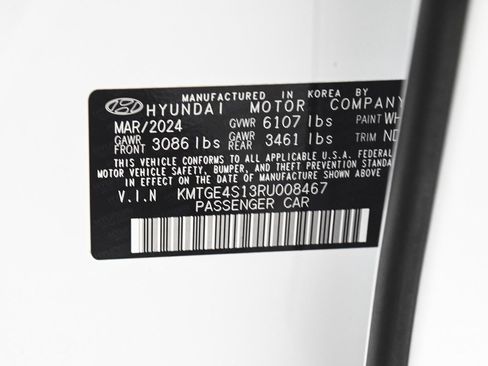 MANUFACTURED IN KOREA BY
HYUNDAI MOTOR COMPANY
MAR/2024 GVWR 6107 lbs PAINT WH
GAWR FRONT 3086 lbs GAWR REAR 3461 lbs TRIM ND
THIS VEHICLE CONFORMS TO ALL APPLICABLE U.S.A. FEDERAL
MOTOR VEHICLE SAFETY, BUMPER, AND THEFT PREVENTION STANDARDS
IN EFFECT ON THE DATE OF MANUFACTURE SHOWN ABOVE
V.I.N KMTGE4S13RU008467
PASSENGER CAR